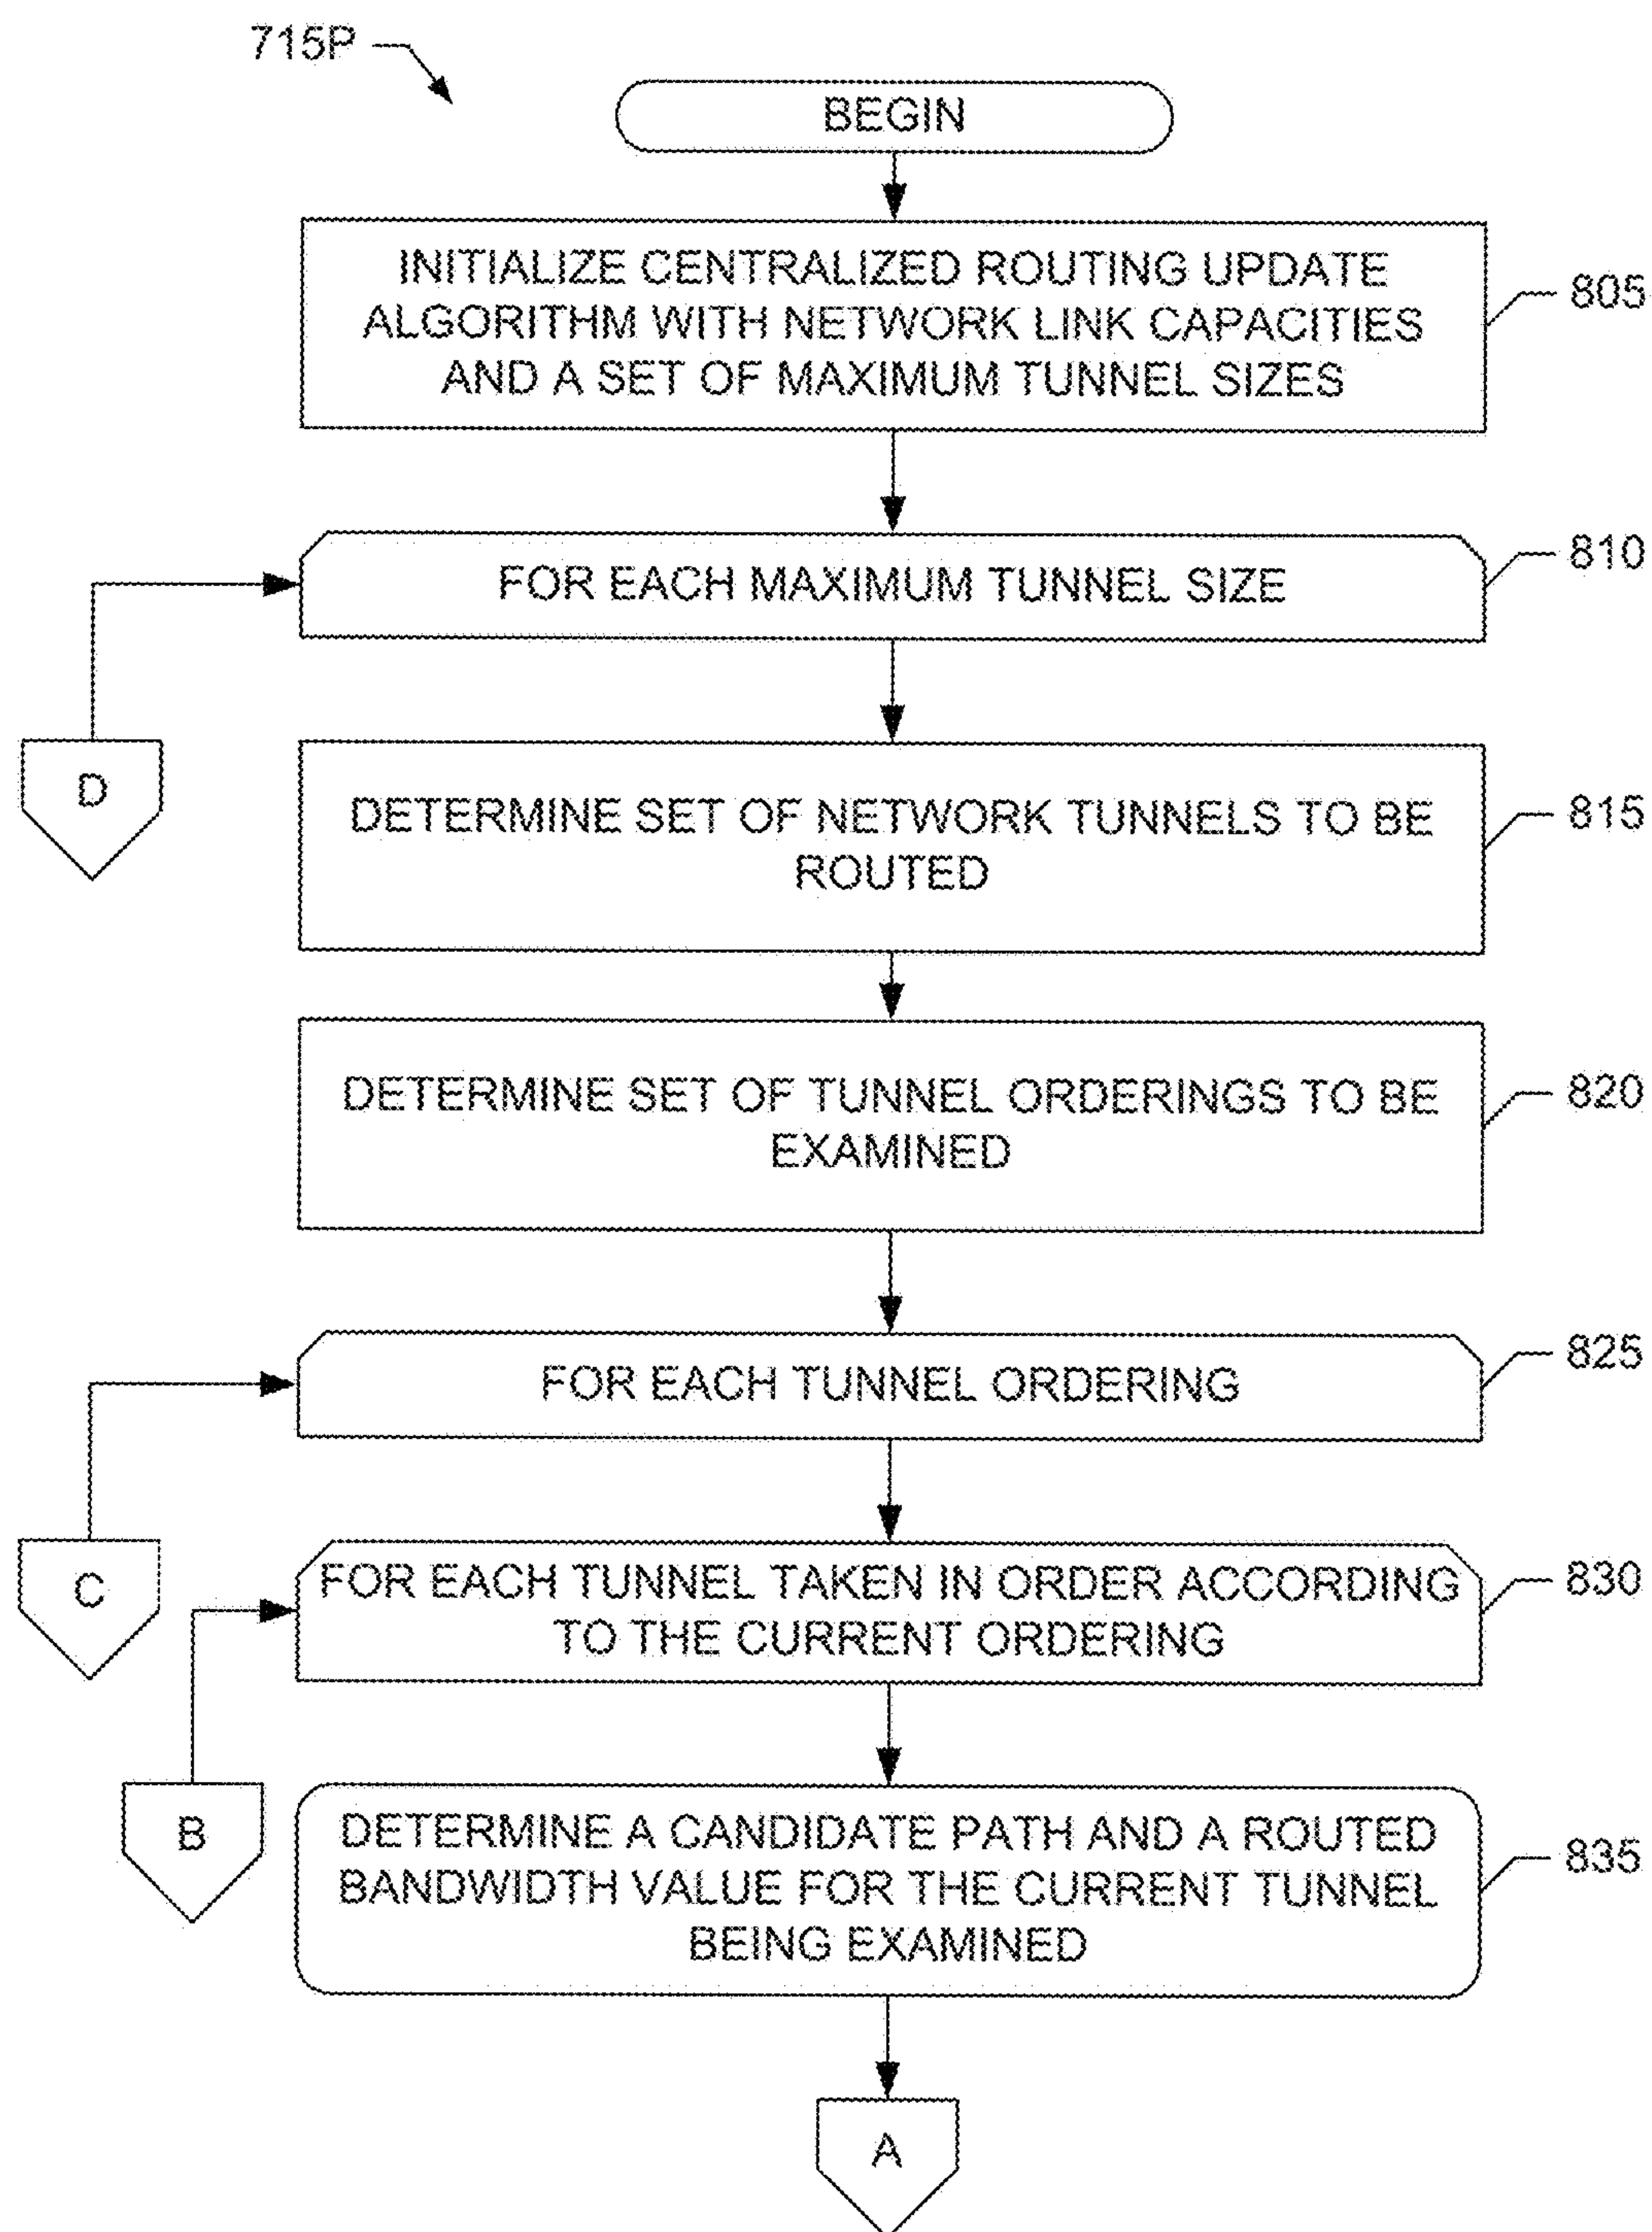 715P
BEGIN
INITIALIZE CENTRALIZED ROUTING UPDATE
ALGORITHM WITH NETWORK LINK CAPACITIES
AND A SET OF MAXIMUM TUNNEL SIZES
805
FOR EACH MAXIMUM TUNNEL SIZE
810
D
DETERMINE SET OF NETWORK TUNNELS TO BE
ROUTED
815
DETERMINE SET OF TUNNEL ORDERINGS TO BE
EXAMINED
820
FOR EACH TUNNEL ORDERING
825
C
FOR EACH TUNNEL TAKEN IN ORDER ACCORDING
TO THE CURRENT ORDERING
830
B
DETERMINE A CANDIDATE PATH AND A ROUTED
BANDWIDTH VALUE FOR THE CURRENT TUNNEL
BEING EXAMINED
835
A